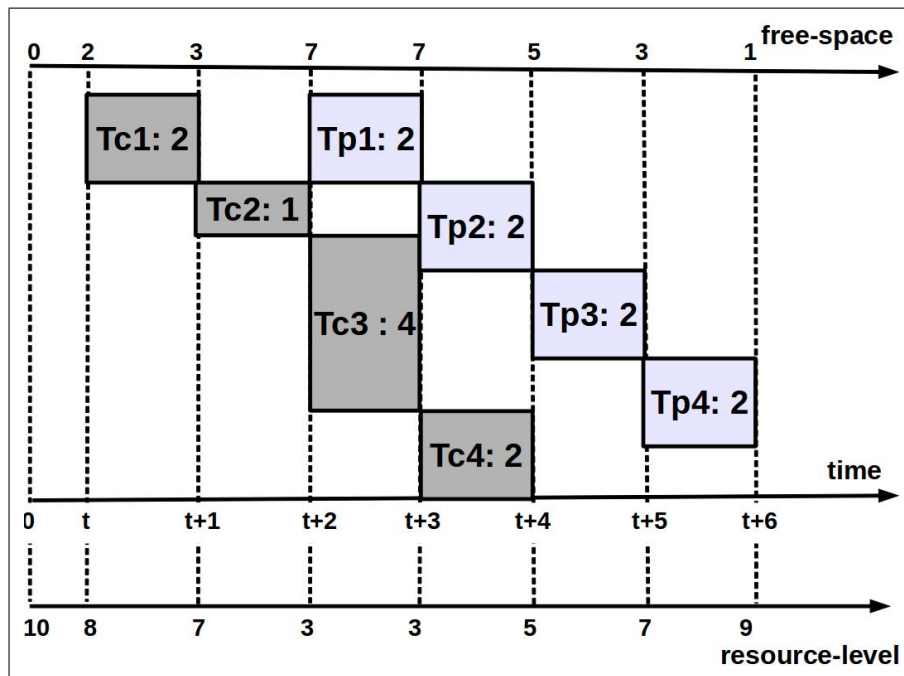 free-space
0 2 3 7 7 5 3 1
Tc1: 2
Tp1: 2
Tc2: 1
Tp2: 2
Tc3 : 4
Tp3: 2
Tp4: 2
Tc4: 2
time
0 t t+1 t+2 t+3 t+4 t+5 t+6
10 8 7 3 3 5 7 9
resource-level